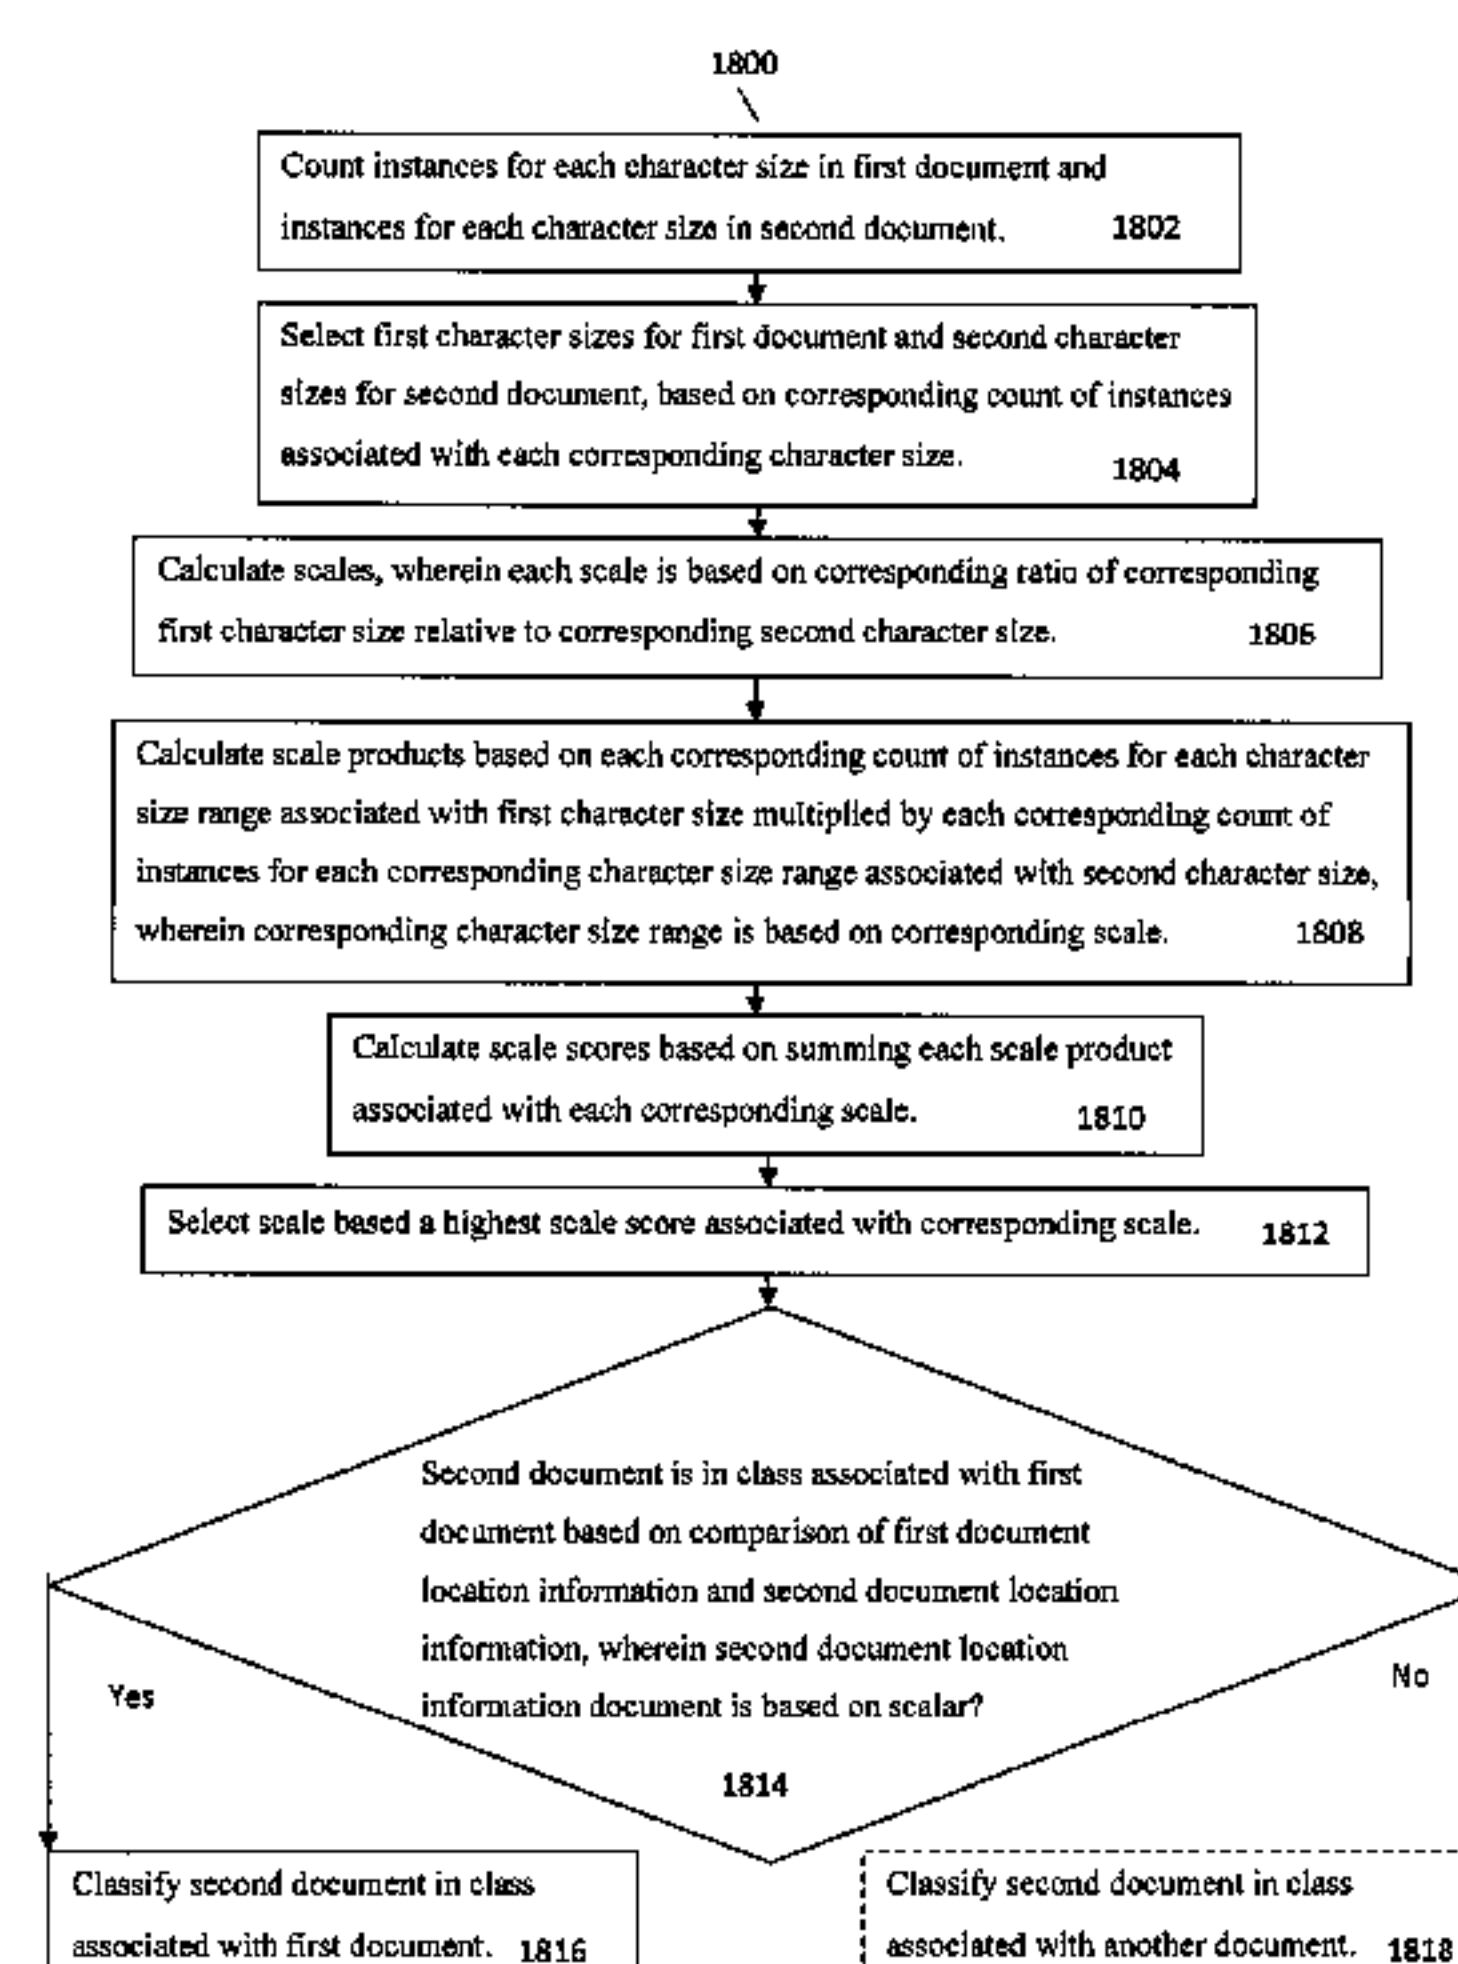 1800
Count instances for each character size in first document and
instances for each character size in second document. 1802
Select first character sizes for first document and second character
sizes for second document, based on corresponding count of instances
associated with each corresponding character size. 1804
Calculate scales, wherein each scale is based on corresponding ratio of corresponding
first character size relative to corresponding second character size. 1806
Calculate scale products based on each corresponding count of instances for each character
size range associated with first character size multiplied by each corresponding count of
instances for each corresponding character size range associated with second character size,
wherein corresponding character size range is based on corresponding scale. 1808
Calculate scale scores based on summing each scale product
associated with each corresponding scale. 1810
Select scale based a highest scale score associated with corresponding scale. 1812
Second document is in class associated with first
document based on comparison of first document
location information and second document location
information, wherein second document location
information document is based on scalar?
Yes
No
1814
Classify second document in class
associated with first document. 1816
Classify second document in class
associated with another document. 1818